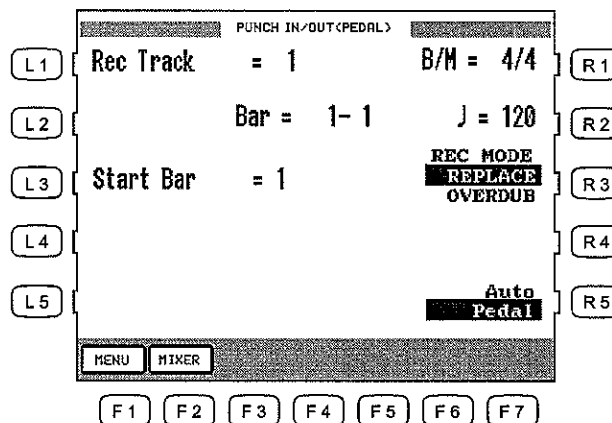 PUNCH IN/OUT<PEDAL>
L1 Rec Track = 1 B/M = 4/4 R1
L2 Bar = 1- 1 ♩ = 120 R2
REC MODE
L3 Start Bar = 1 REPLACE R3
OVERDUB
L4 R4
Auto
L5 Pedal R5
MENU MIXER
F1 F2 F3 F4 F5 F6 F7